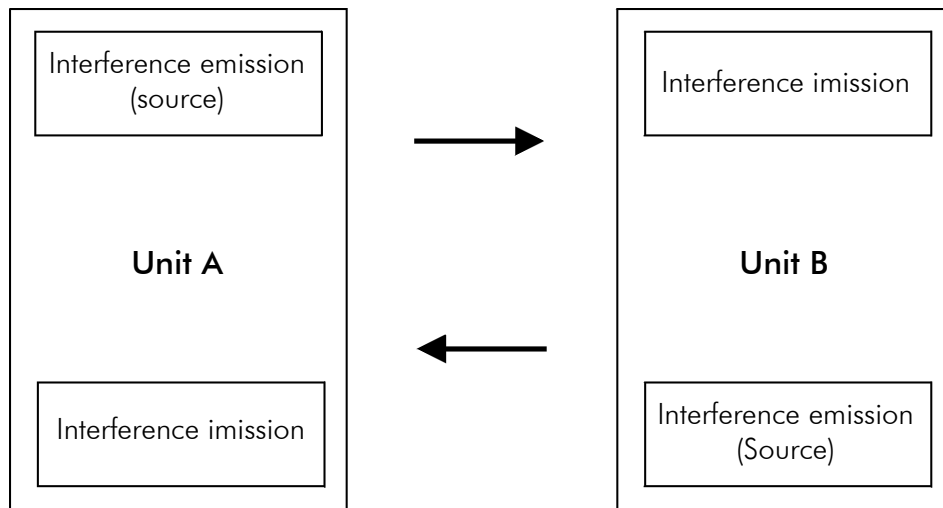 Interference emission
(source)
Interference imission
Unit A
Unit B
Interference imission
Interference emission
(Source)